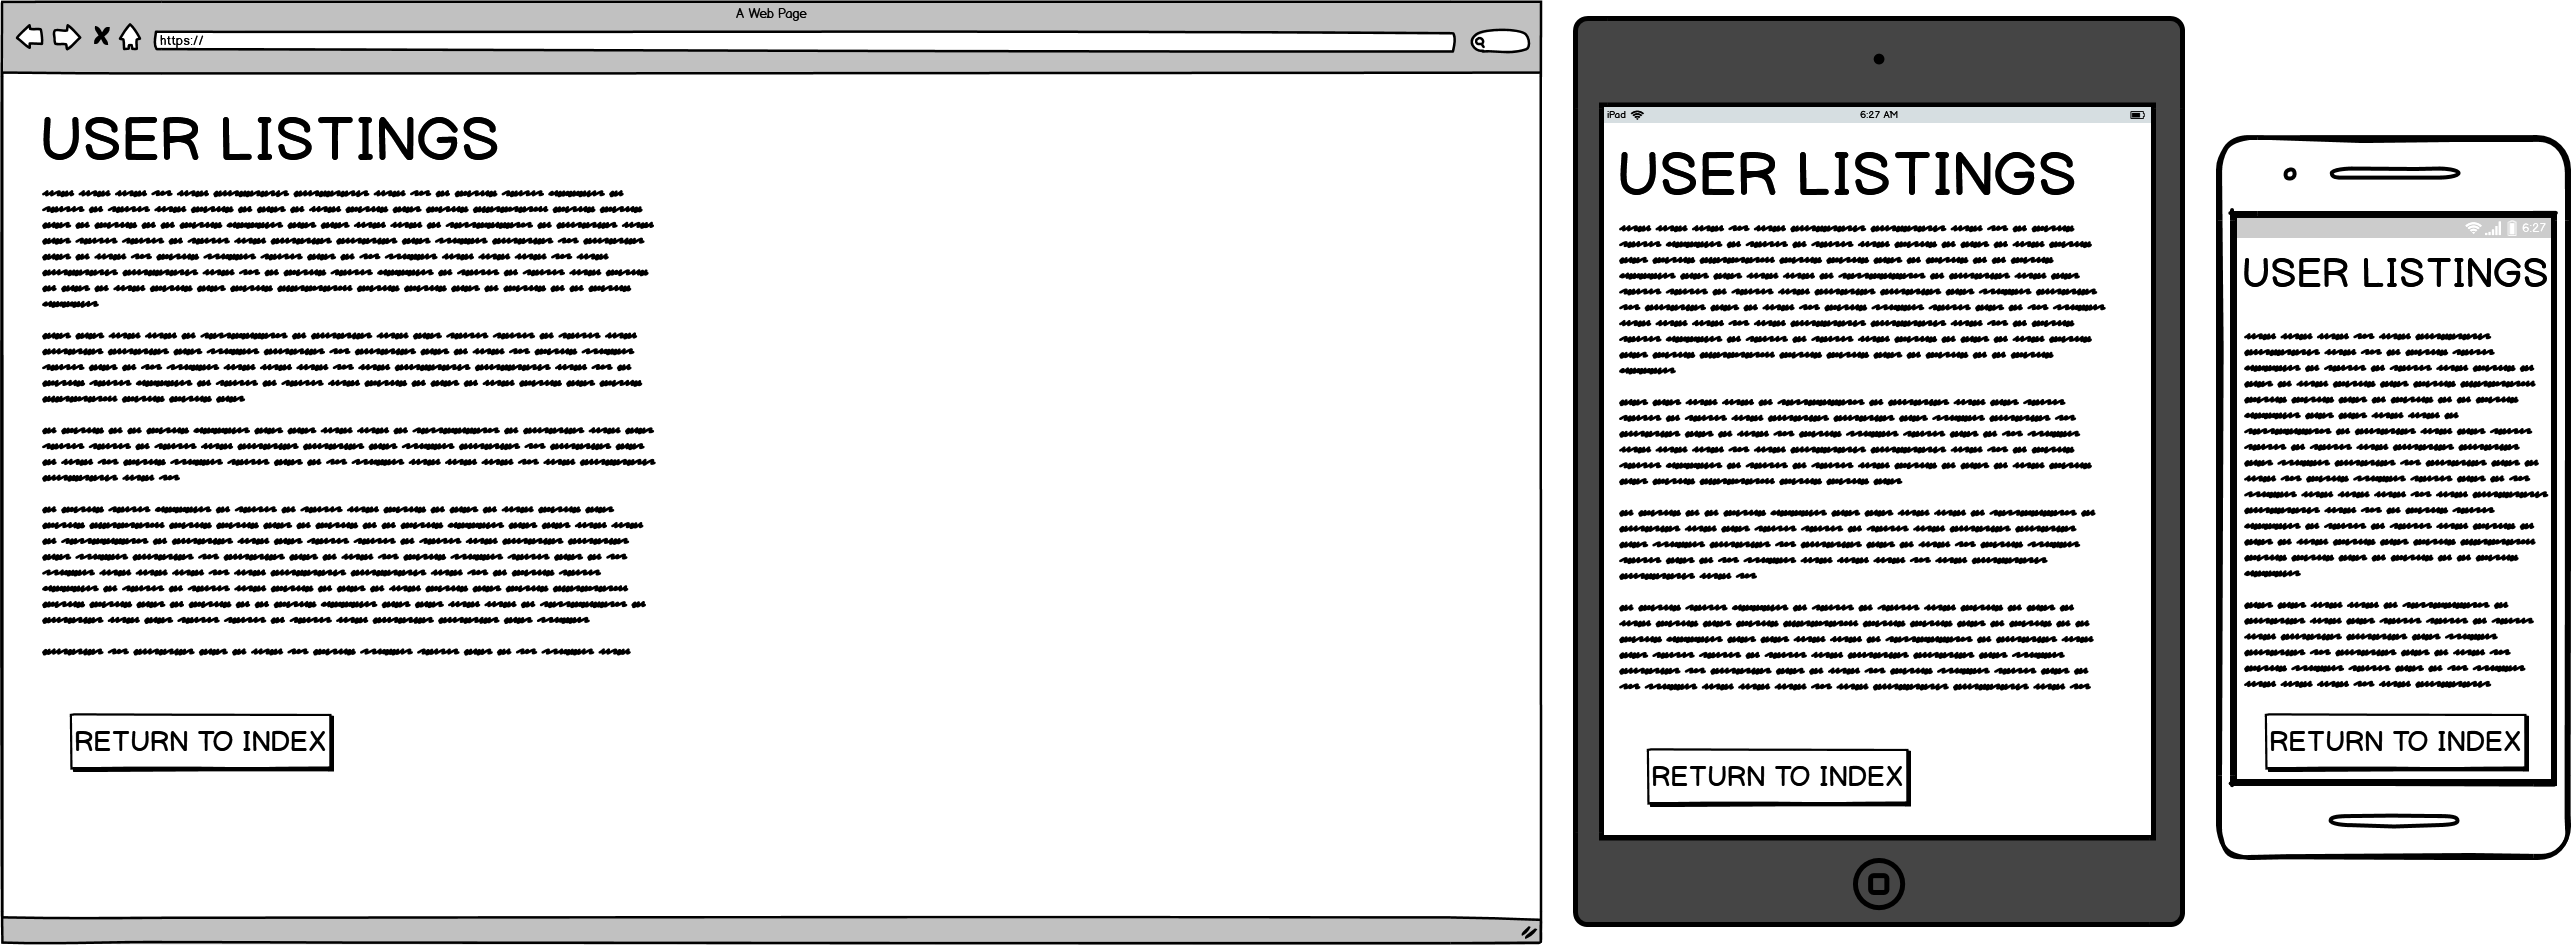 A Web Page
https://
USER LISTINGS
RETURN TO INDEX
iPad
6:27 AM
USER LISTINGS
RETURN TO INDEX
6:27
USER LISTINGS
RETURN TO INDEX